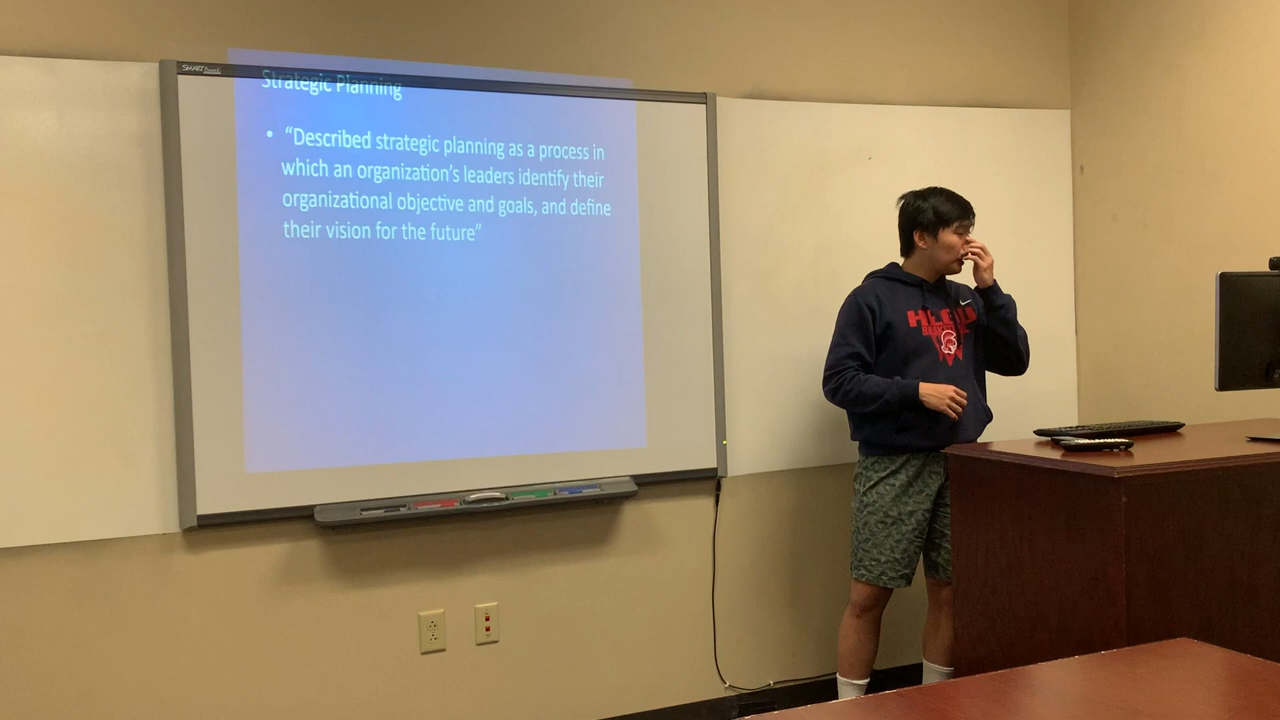 SMART
Strategic Planning
• “Described strategic planning as a process in
which an organization’s leaders identify their
organizational objective and goals, and define
their vision for the future”